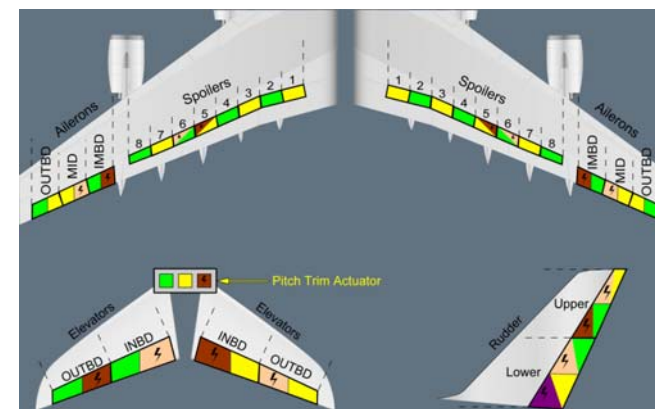 Spoilers
1
2
3
4
5
6
7
8
Ailerons
IMBD
MID
OUTBD
Spoilers
1
2
3
4
5
6
7
8
Ailerons
IMBD
MID
OUTBD
Pitch Trim Actuator
Elevators
OUTBD
INBD
Elevators
INBD
OUTBD
Rudder
Upper
Lower